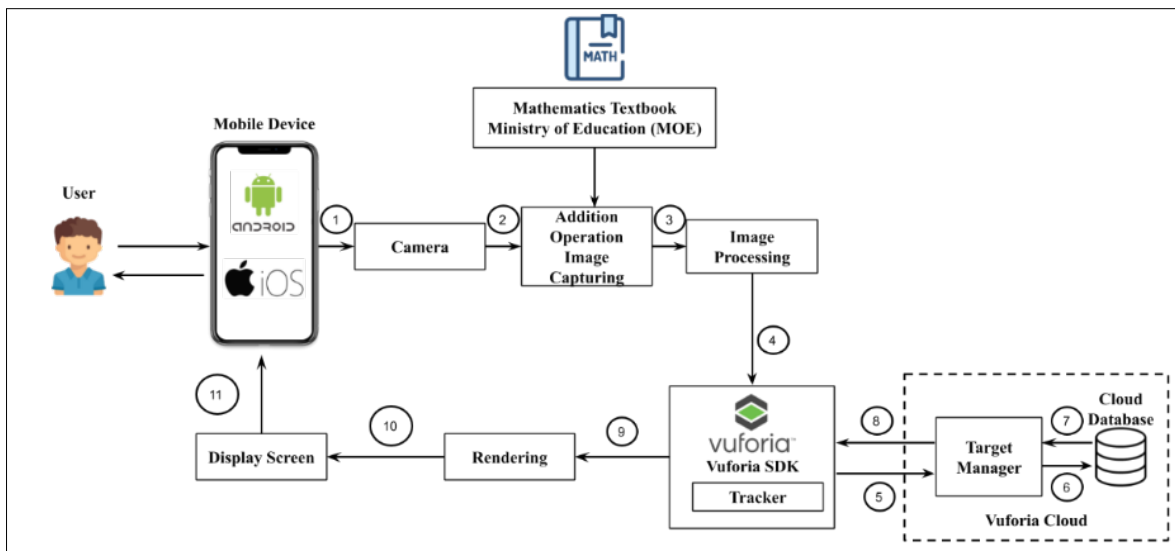 MATH
Mathematics Textbook
Ministry of Education (MOE)
Mobile Device
User
android
iOS
1
Camera
2
Addition
Operation
Image
Capturing
3
Image
Processing
4
vuforia™
Vuforia SDK
Tracker
5
8
Target
Manager
6
7
Cloud
Database
Vuforia Cloud
9
Rendering
10
Display Screen
11